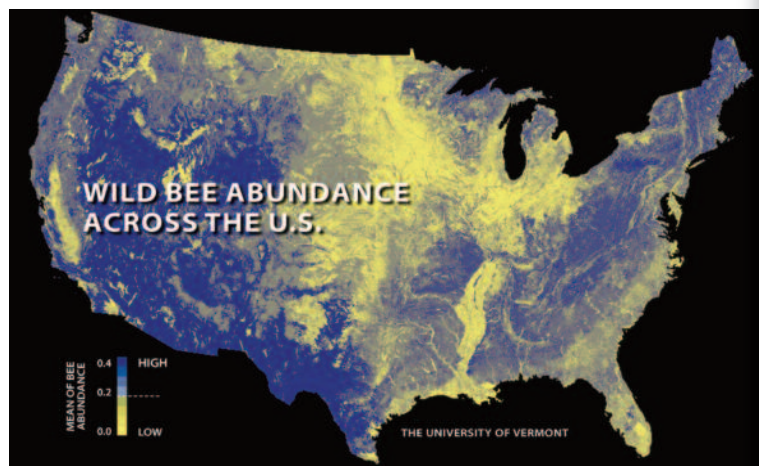 WILD BEE ABUNDANCE
ACROSS THE U.S.
MEAN OF BEE
ABUNDANCE
0.4 HIGH
0.2
0.0 LOW
THE UNIVERSITY OF VERMONT